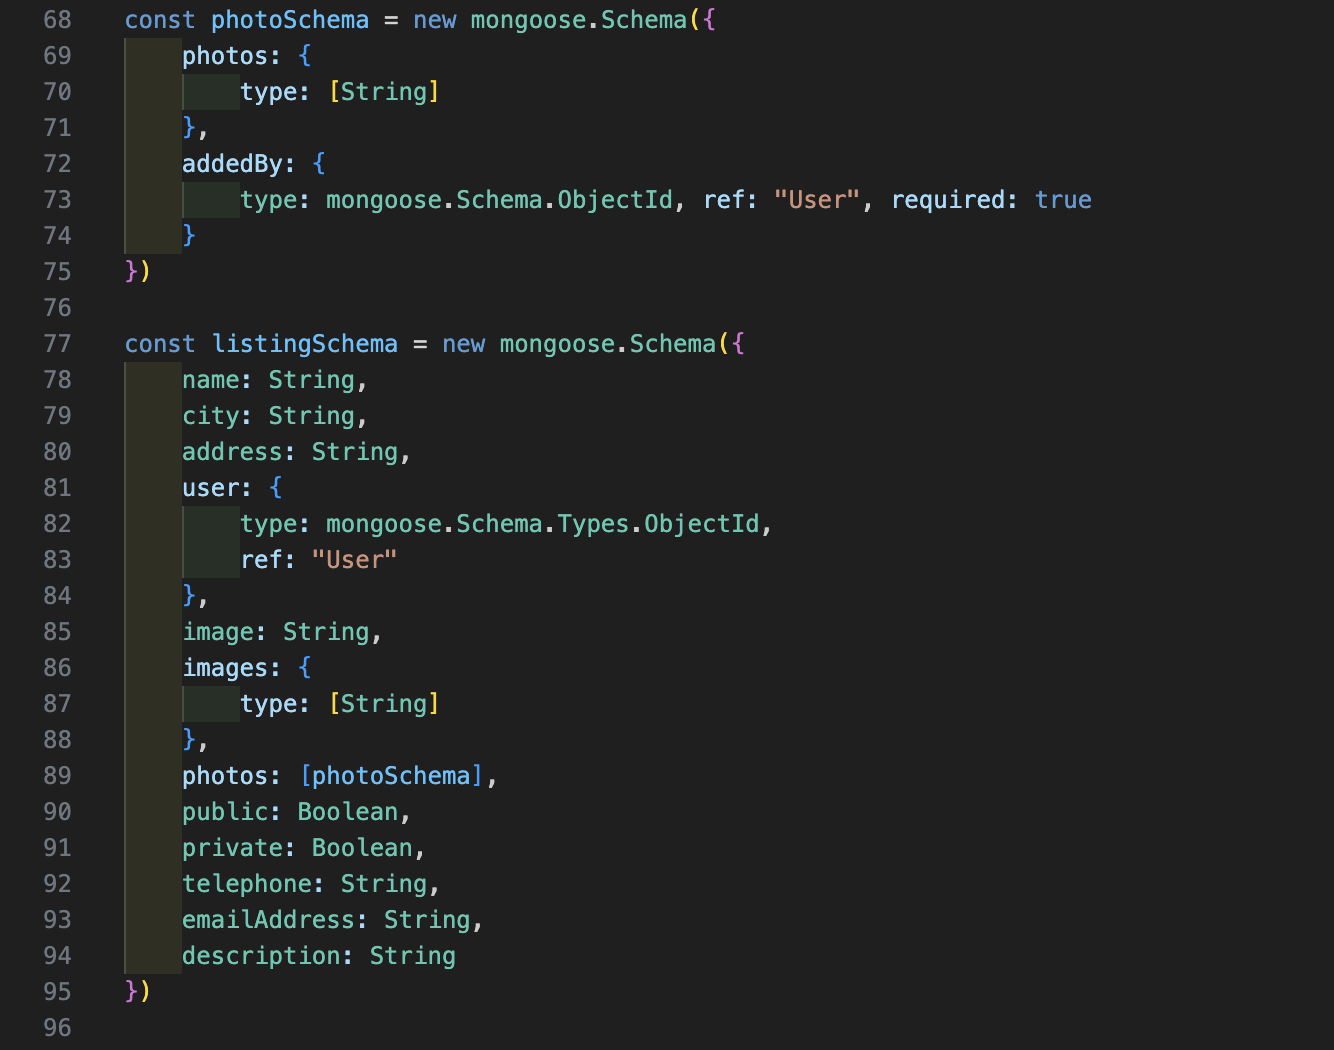 68 const photoSchema = new mongoose.Schema({
69     photos: {
70         type: [String]
71     },
72     addedBy: {
73         type: mongoose.Schema.ObjectId, ref: "User", required: true
74     }
75 })
76
77 const listingSchema = new mongoose.Schema({
78     name: String,
79     city: String,
80     address: String,
81     user: {
82         type: mongoose.Schema.Types.ObjectId,
83         ref: "User"
84     },
85     image: String,
86     images: {
87         type: [String]
88     },
89     photos: [photoSchema],
90     public: Boolean,
91     private: Boolean,
92     telephone: String,
93     emailAddress: String,
94     description: String
95 })
96